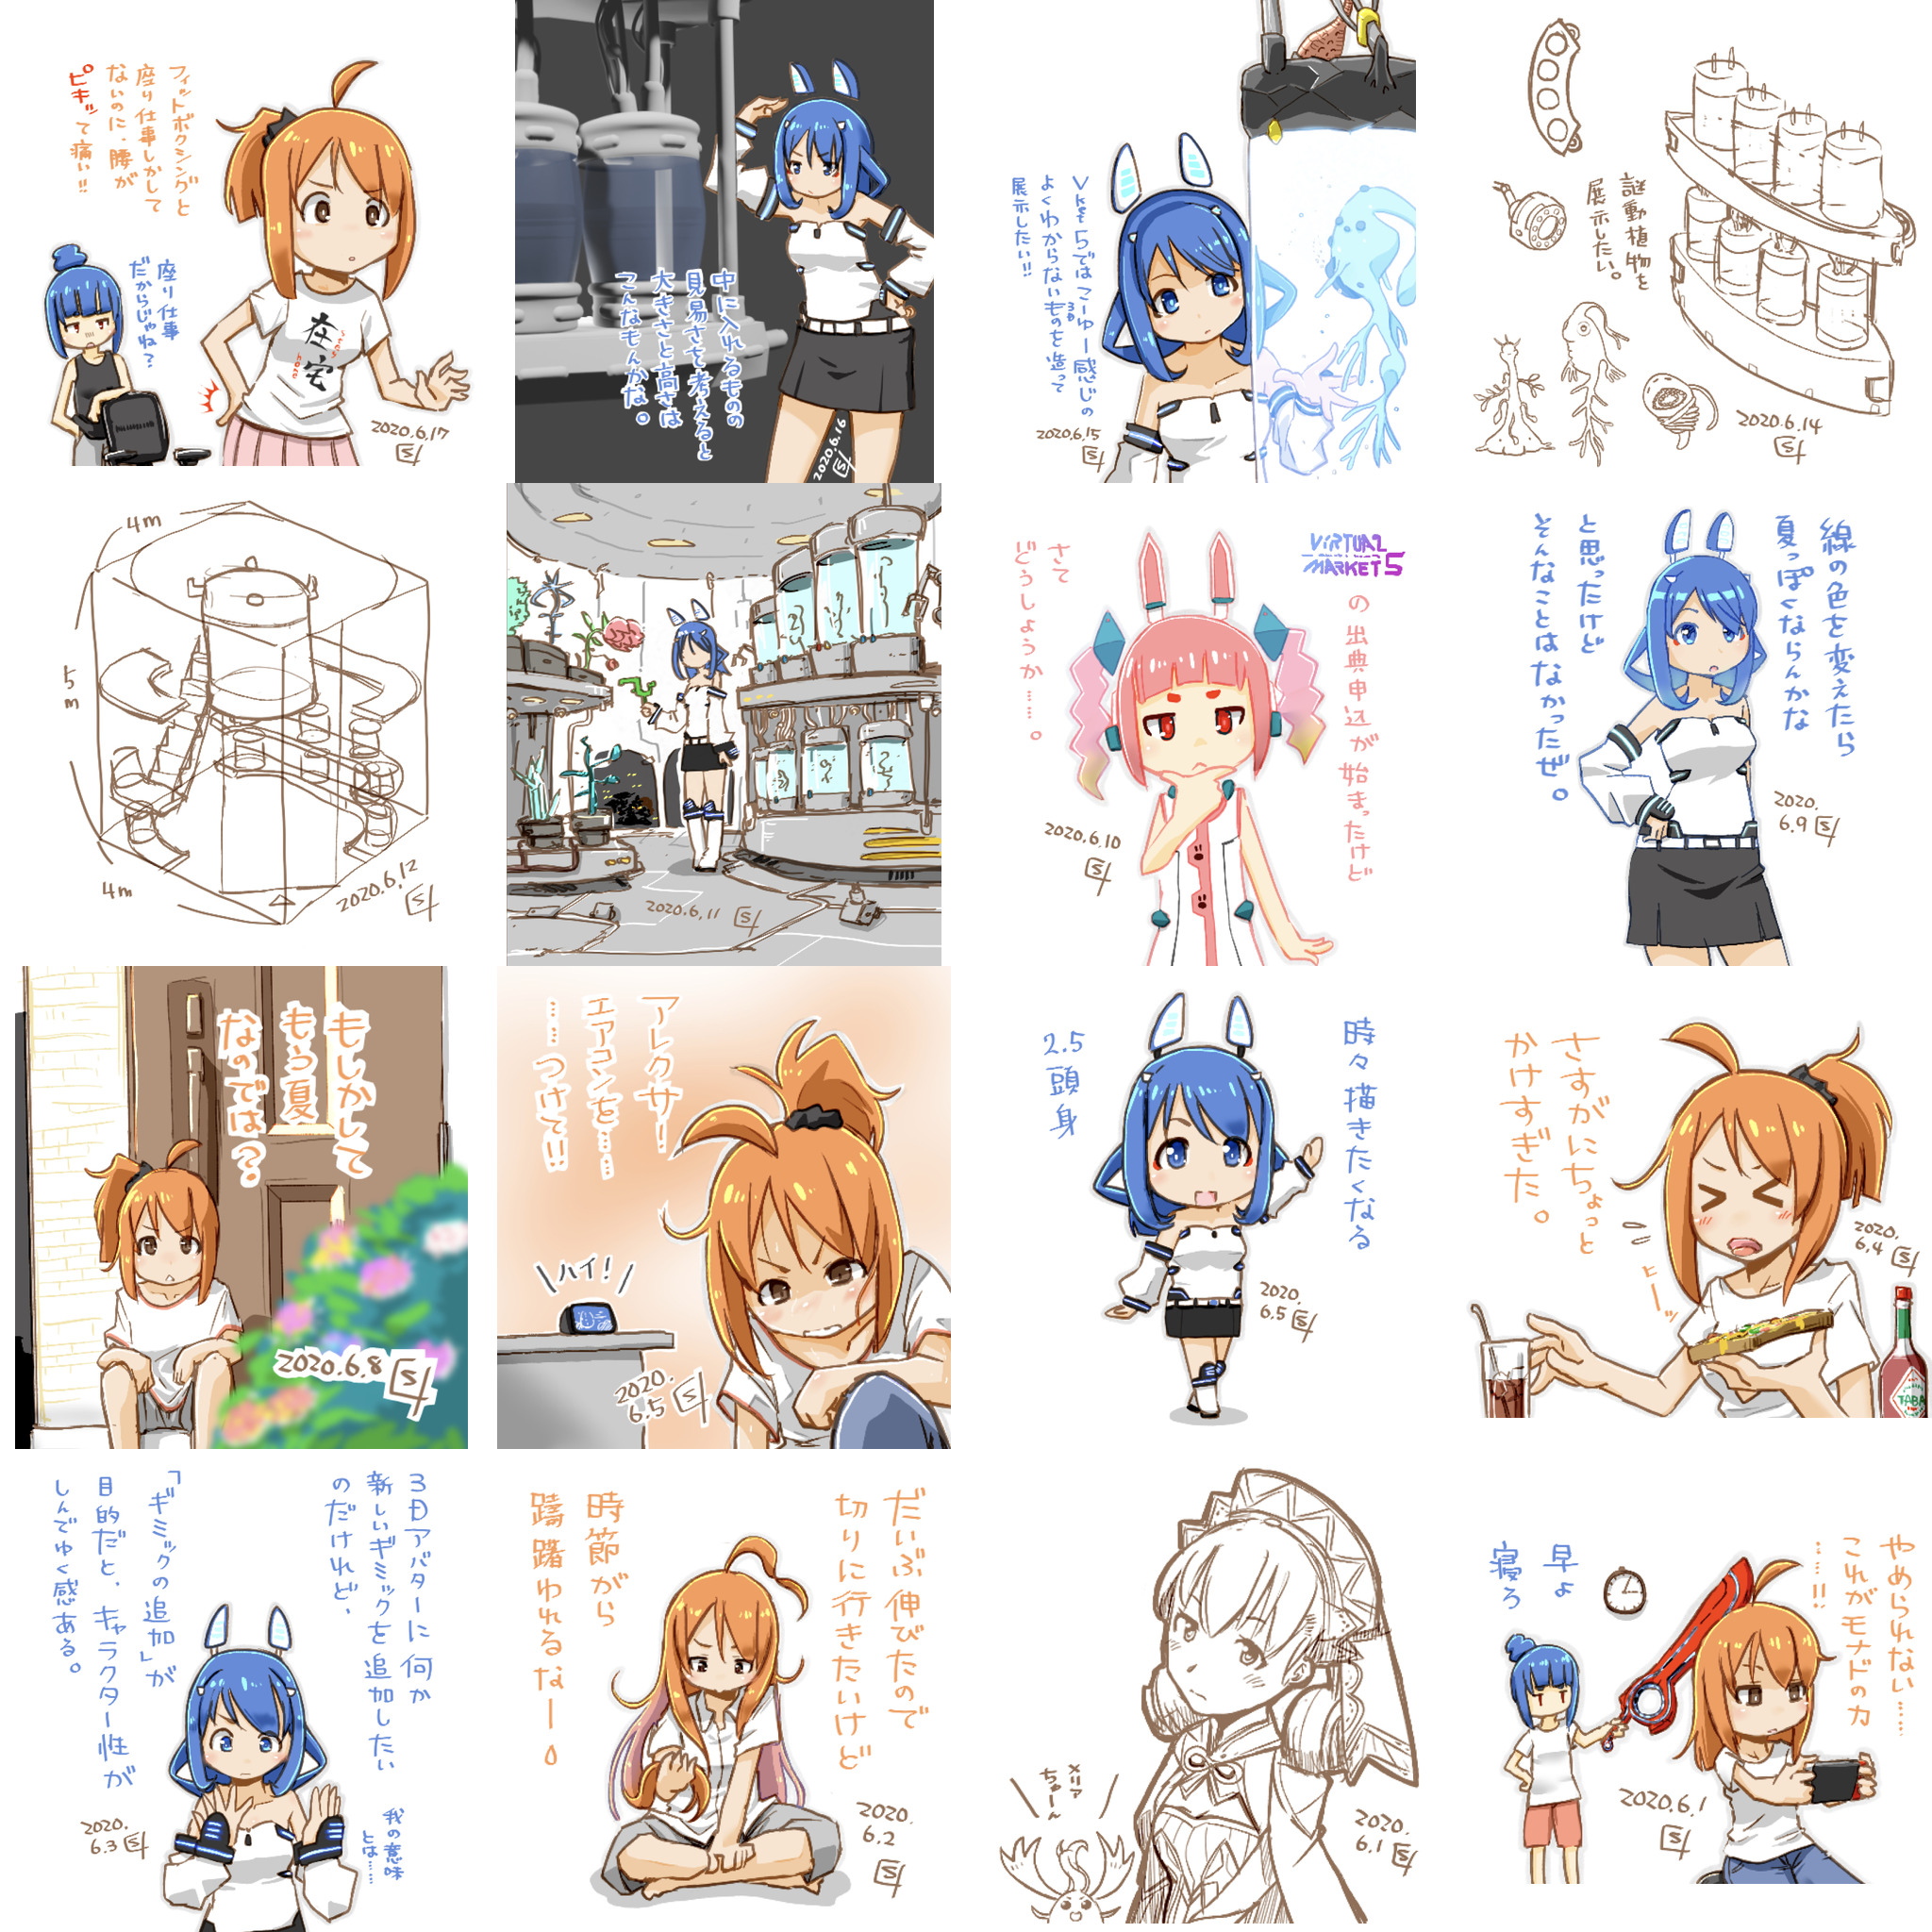 フィットボクシングと
座り仕事しかして
ないのに、腰が
ピキッて痛い!!
座り仕事
だからじゃね?
在宅
2020.6.17
中に入れるものの
見易さを考えると
大きさと高さは
こんなもんかな。
2020.6.16
Vket5ではこーゆー感じの
よくわからないものを造って
展示したい!!
2020.6.15
謎動植物を
展示したい。
2020.6.14
4m
5m
4m
2020.6.12
2020.6.11
VIRTUAL
MARKET 5
の出典申込が始まったけど
さて
どうしようか……。
2020.6.10
線の色を変えたら
夏っぽくならんかな
と思ったけど
そんなことはなかったぜ。
2020.
6.9
もしかして
もう夏
なのでは?
2020.6.8
アレクサ!
エアコンを……
……つけて!!
ハイ!
2020.
6.5
時々描きたくなる
2.5頭身
2020.
6.5
さすがにちょっと
かけすぎた。
ヒーッ
2020.
6.4
TABA
3Dアバターに何か
新しいギミックを追加したい
のだけれど、
「ギミックの追加」が
目的だと、キャラクター性が
しんでゆく感ある。
我の意味
とは……
2020.
6.3
だいぶ伸びたので
切りに行きたいけど
時節がら
躊躇われるなー。
2020.
6.2
メリア
ちゃーん
2020.
6.1
やめられない……
これがモナドの力
……!!
早よ
寝ろ
2020.6.1